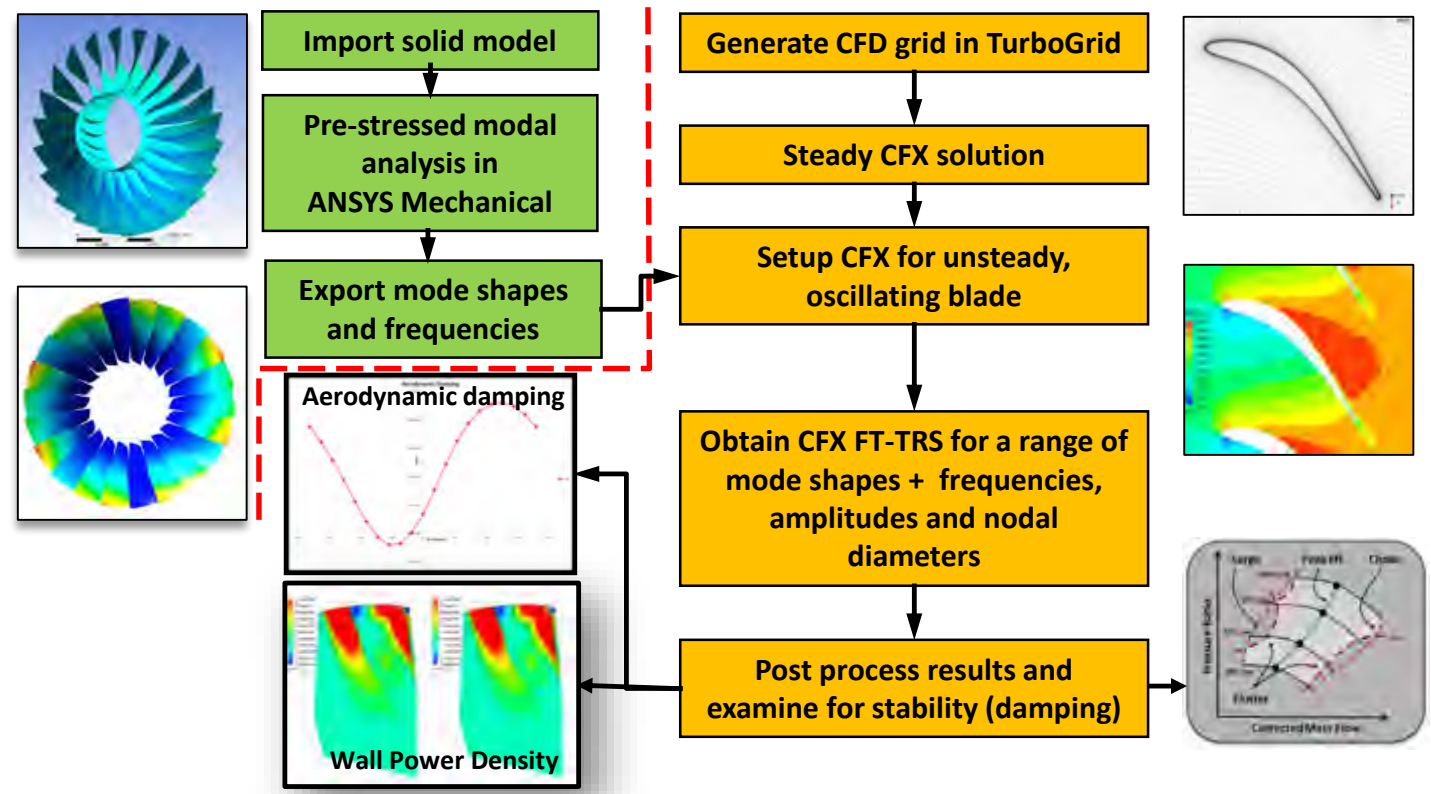 Import solid model
Pre-stressed modal
analysis in
ANSYS Mechanical
Export mode shapes
and frequencies
Generate CFD grid in TurboGrid
Steady CFX solution
Setup CFX for unsteady,
oscillating blade
Obtain CFX FT-TRS for a range of
mode shapes + frequencies,
amplitudes and nodal
diameters
Post process results and
examine for stability (damping)
Aerodynamic damping
Wall Power Density
Surge
Choke
Pressure Ratio
Flutter
Corrected Mass Flow